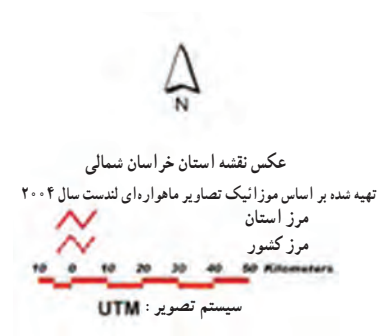 N
عکس نقشه استان خراسان شمالی
تهیه شده بر اساس موزائیک تصاویر ماهواره‌ای لندست سال ۲۰۰۴
مرز استان
مرز کشور
10 0 10 20 30 40 50 Kilometers
سیستم تصویر : UTM